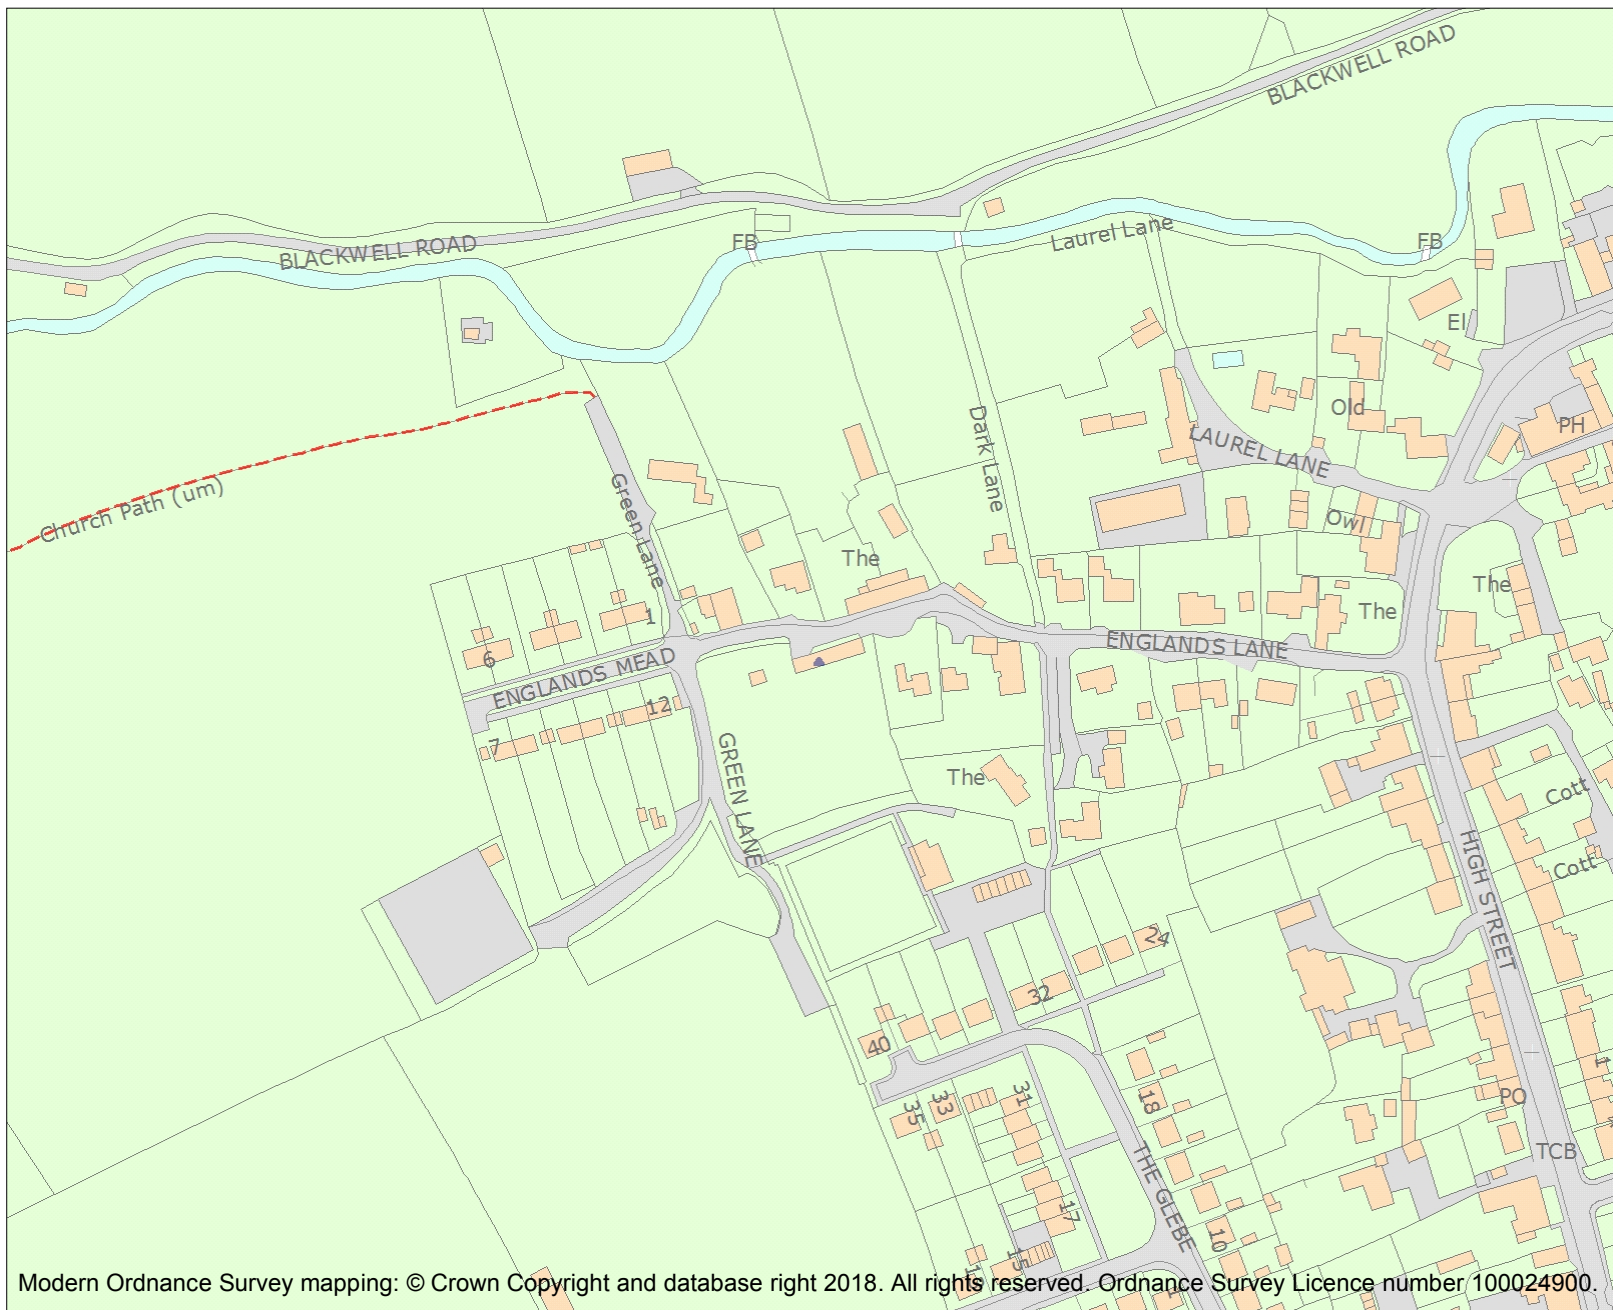 BLACKWELL ROAD
BLACKWELL ROAD
FB
Laurel Lane
FB
El
Old
PH
LAUREL LANE
Dark Lane
Green Lane
Church Path (um)
Owl
The
The
The
1
6
ENGLANDS MEAD
ENGLANDS LANE
12
7
GREEN LANE
The
Cott
Cott
HIGH STREET
24
32
40
35
33
31
18
PO
TCB
1
THE GLEBE
17
15
10
Modern Ordnance Survey mapping: © Crown Copyright and database right 2018. All rights reserved. Ordnance Survey Licence number 100024900.